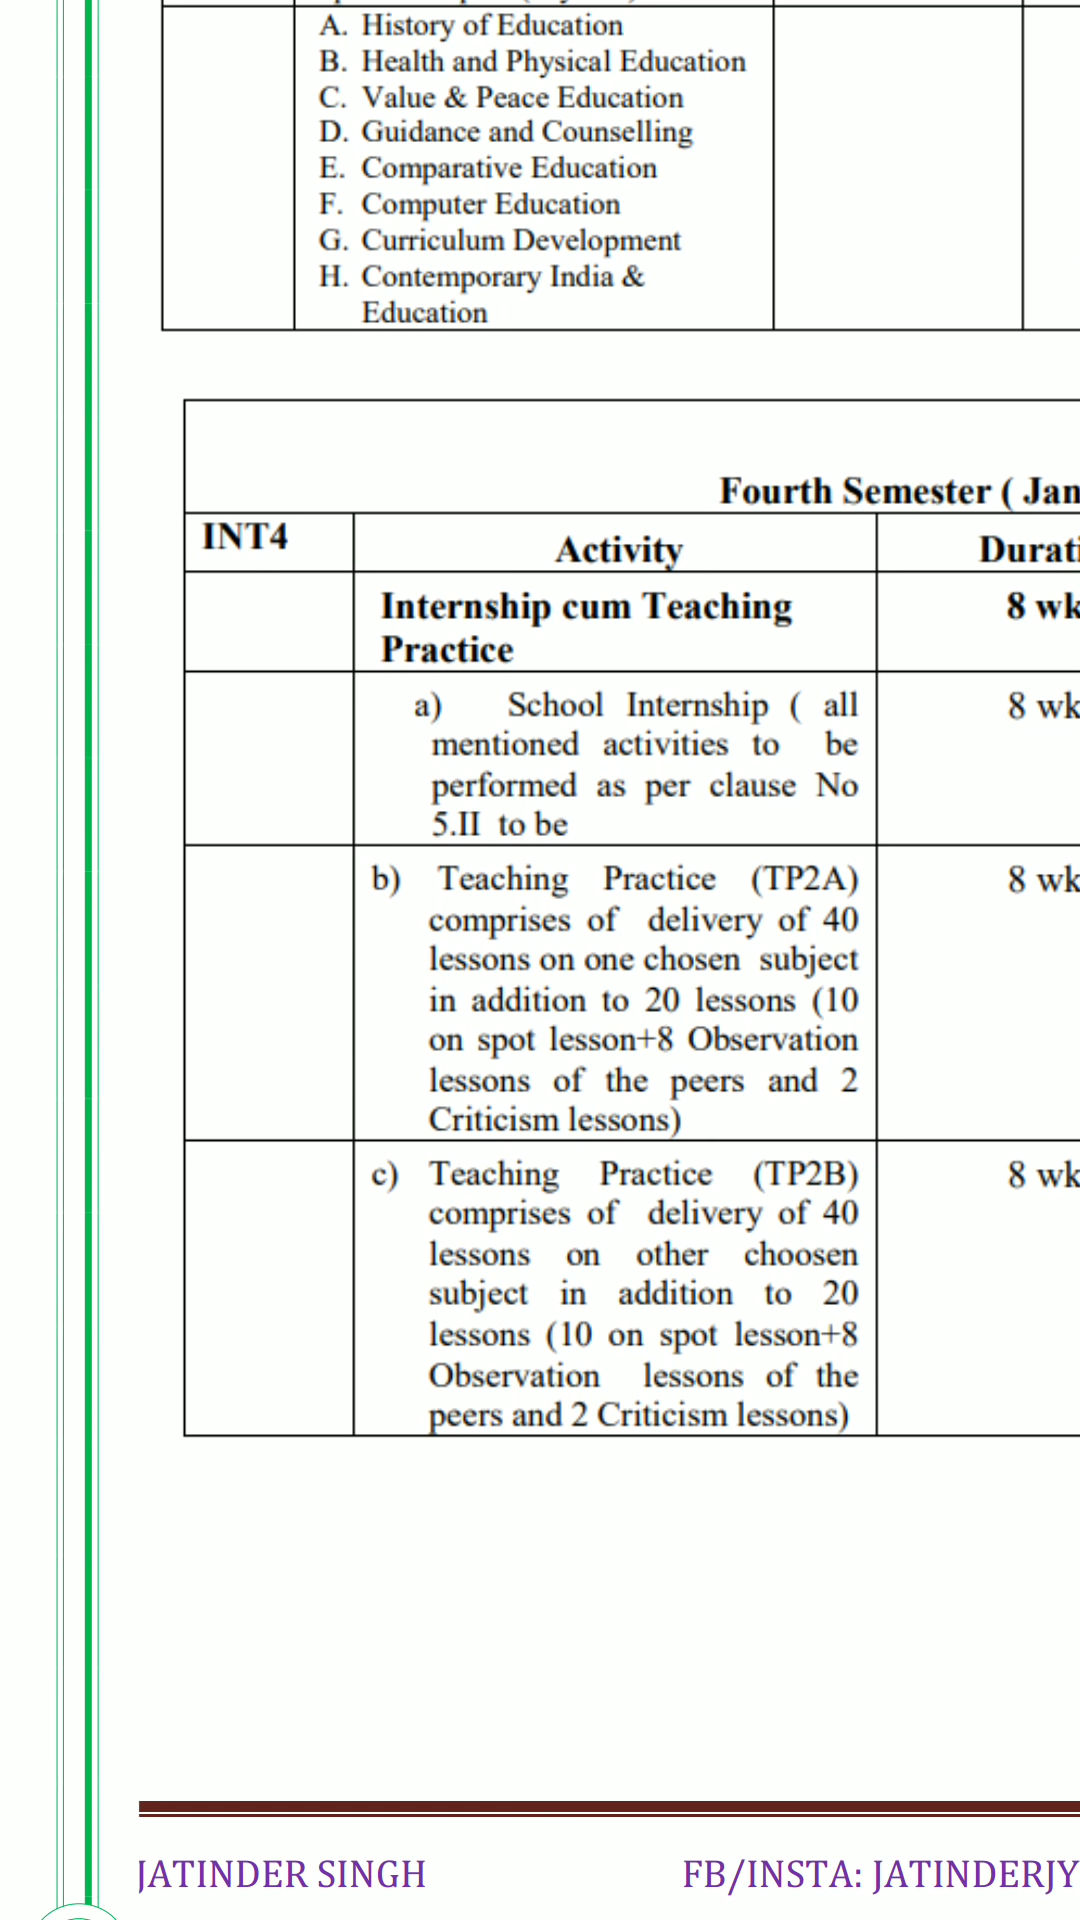 A. History of Education
B. Health and Physical Education
C. Value & Peace Education
D. Guidance and Counselling
E. Comparative Education
F. Computer Education
G. Curriculum Development
H. Contemporary India &
Education
Fourth Semester ( Jan
INT4 Activity Durati
Internship cum Teaching 8 wk
Practice
a) School Internship ( all 8 wk
mentioned activities to be
performed as per clause No
5.II to be
b) Teaching Practice (TP2A) 8 wk
comprises of delivery of 40
lessons on one chosen subject
in addition to 20 lessons (10
on spot lesson+8 Observation
lessons of the peers and 2
Criticism lessons)
c) Teaching Practice (TP2B) 8 wk
comprises of delivery of 40
lessons on other choosen
subject in addition to 20
lessons (10 on spot lesson+8
Observation lessons of the
peers and 2 Criticism lessons)
JATINDER SINGH FB/INSTA: JATINDERJY